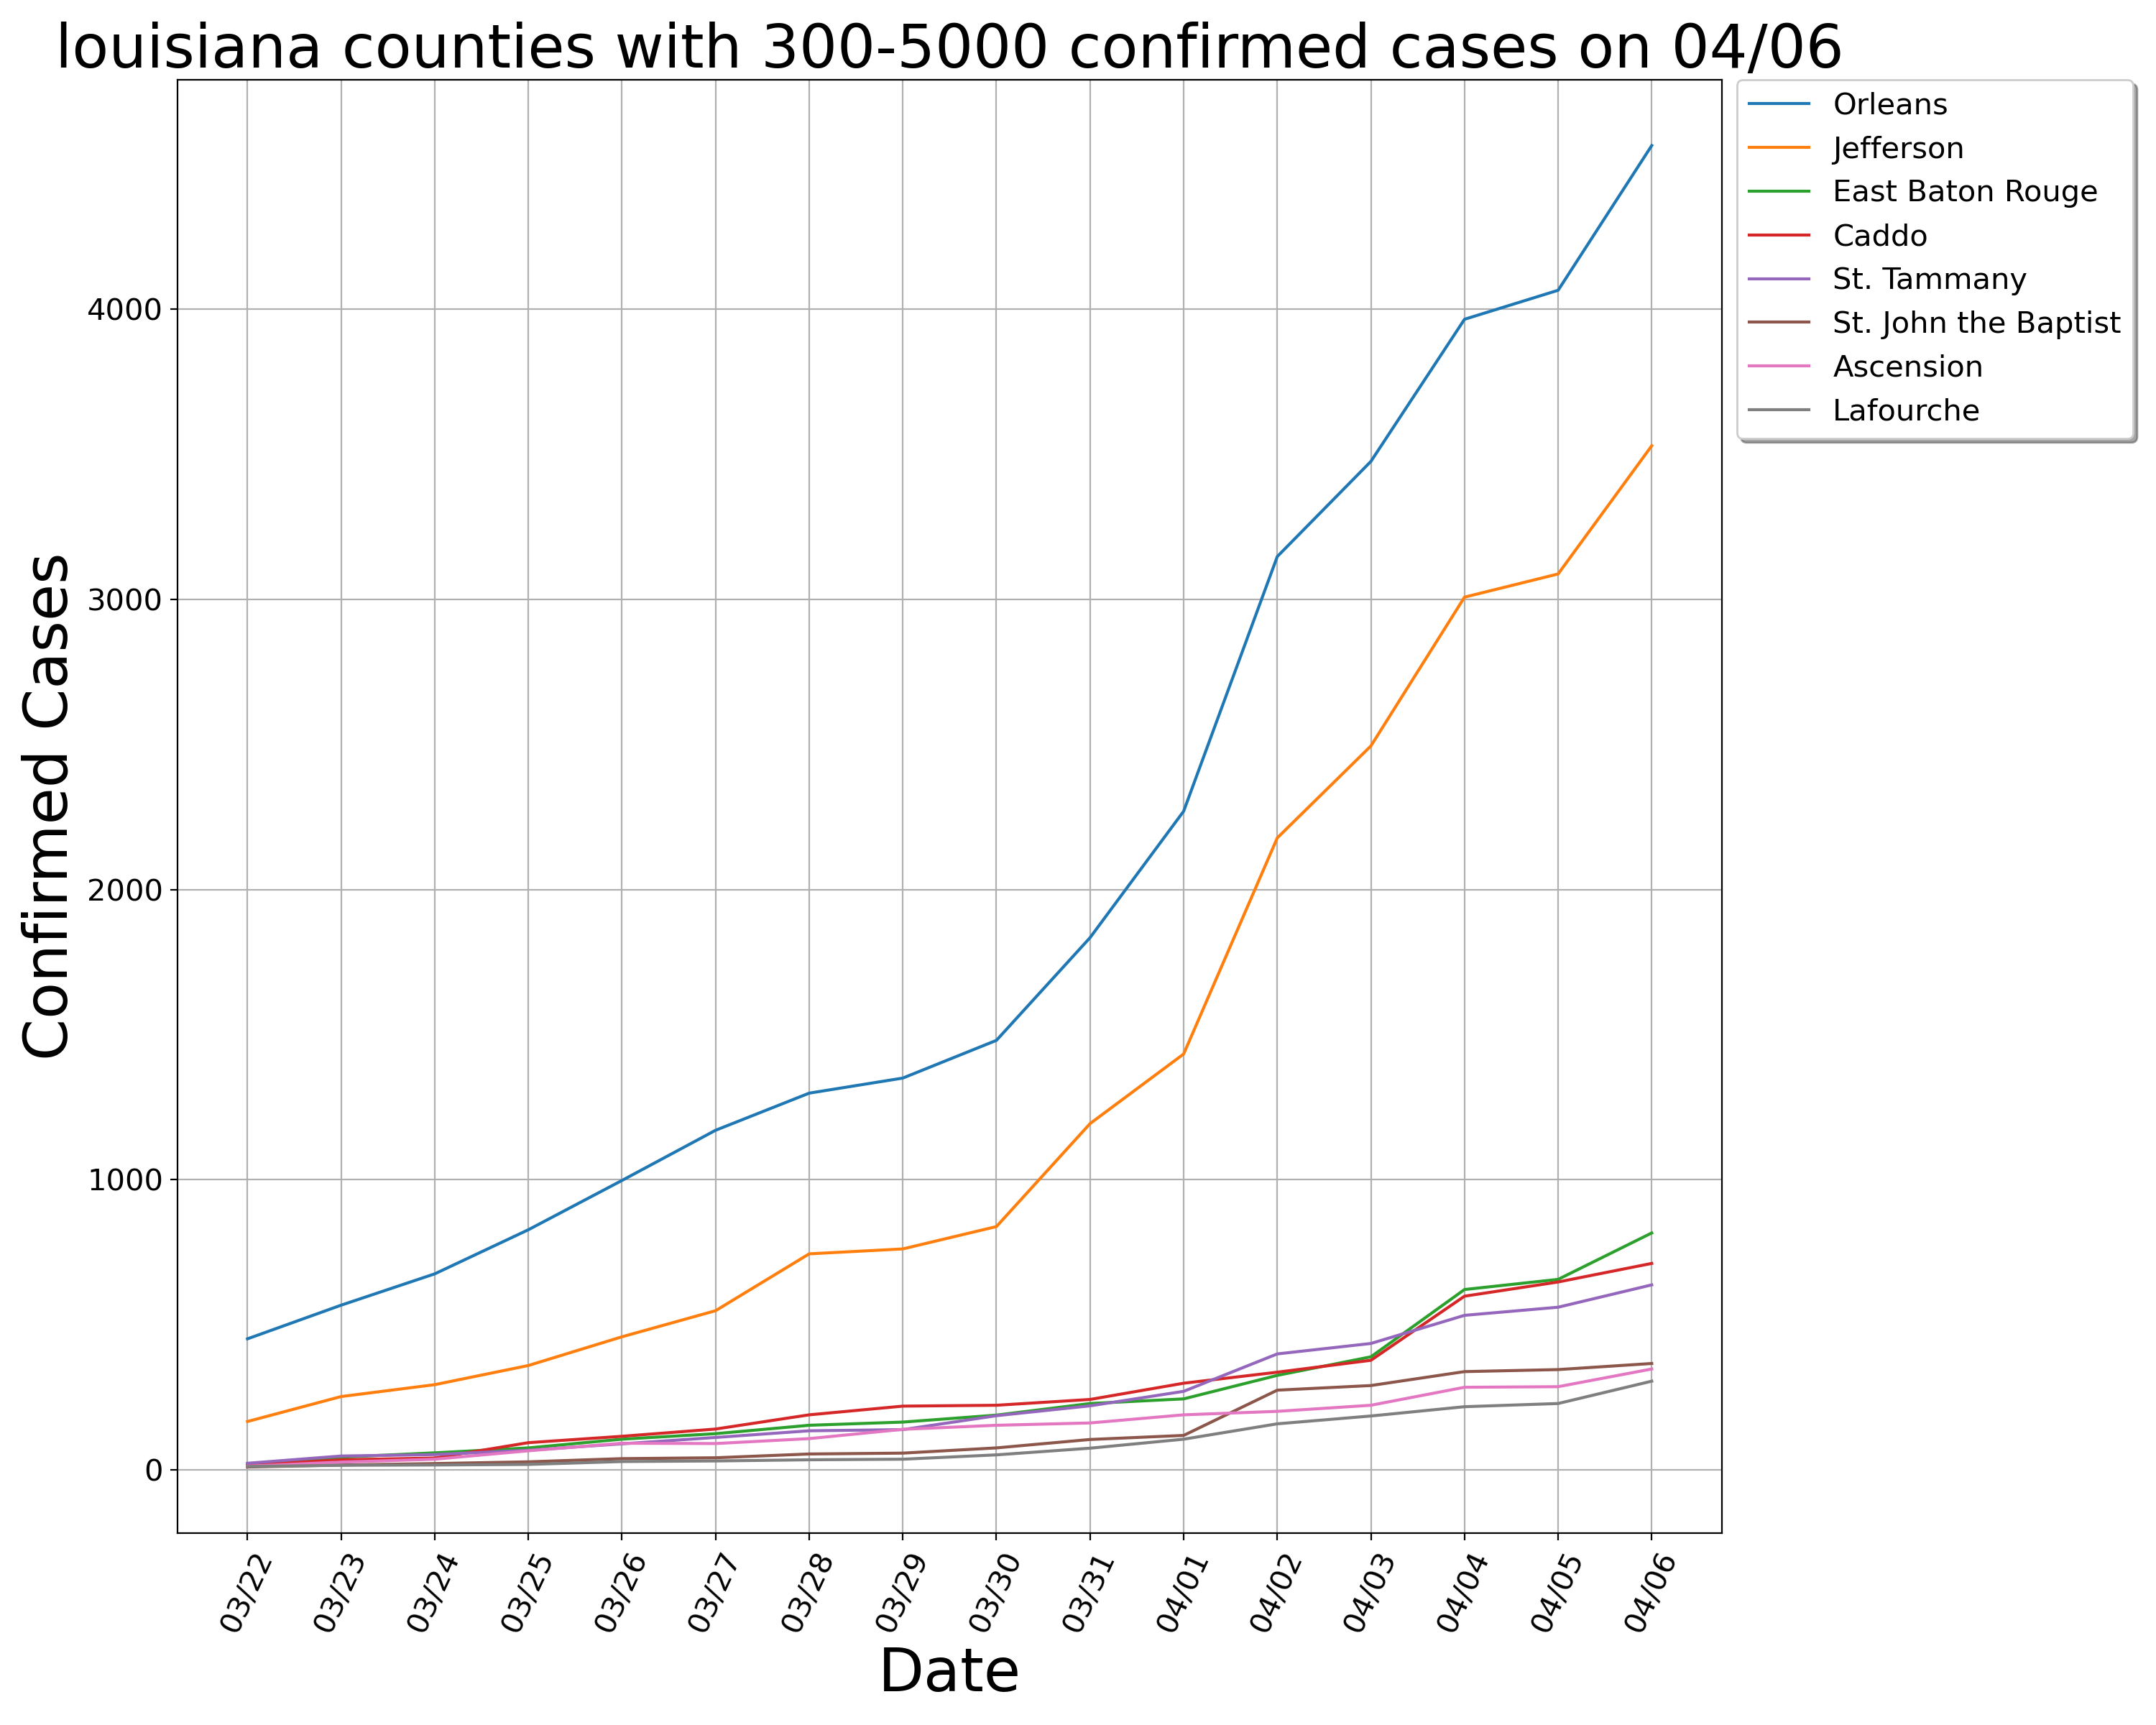 louisiana counties with 300-5000 confirmed cases on 04/06
Orleans
Jefferson
East Baton Rouge
Caddo
St. Tammany
St. John the Baptist
Ascension
Lafourche
Confirmed Cases
4000
3000
2000
1000
0
03/22
03/23
03/24
03/25
03/26
03/27
03/28
03/29
03/30
03/31
04/01
04/02
04/03
04/04
04/05
04/06
Date